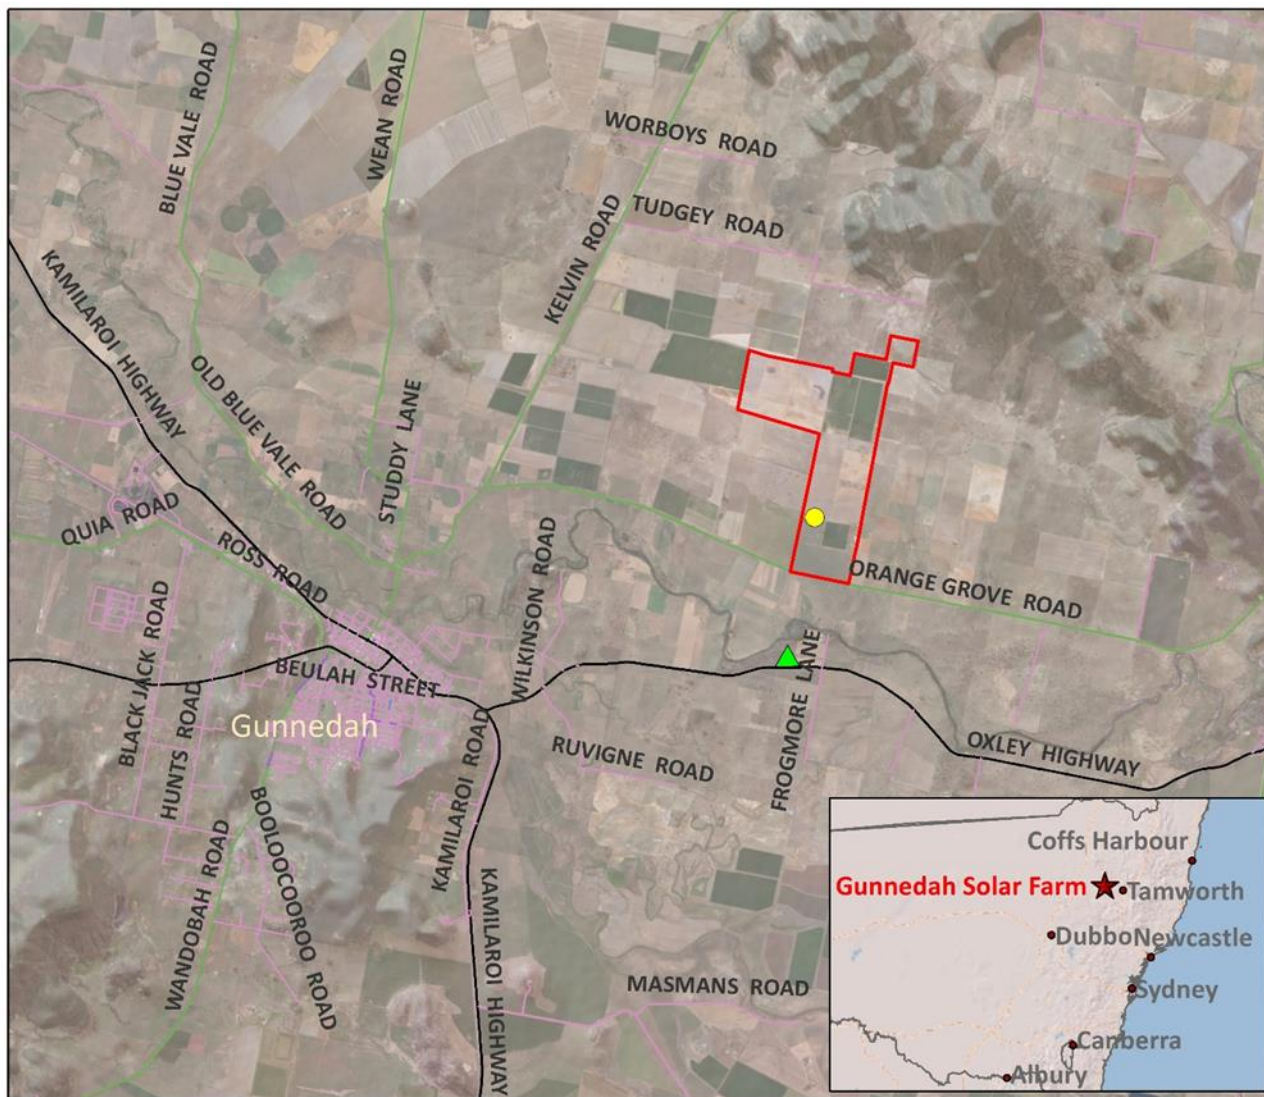 BLUE VALE ROAD
WEAN ROAD
WORBOYS ROAD
TUDGEY ROAD
KELVIN ROAD
KAMILAROI HIGHWAY
OLD BLUE VALE ROAD
STUDDY LANE
QUIA ROAD
ROSS ROAD
WILKINSON ROAD
ORANGE GROVE ROAD
BLACK JACK ROAD
HUNTS ROAD
BEULAH STREET
Gunnedah
FROGMORE LANE
RUVIGNE ROAD
OXLEY HIGHWAY
KAMILAROI ROAD
WANDOBAH ROAD
BOOLOCOOROO ROAD
KAMILAROI HIGHWAY
MASMANS ROAD
Coffs Harbour
Gunnedah Solar Farm
Tamworth
Dubbo
Newcastle
Sydney
Canberra
Albury